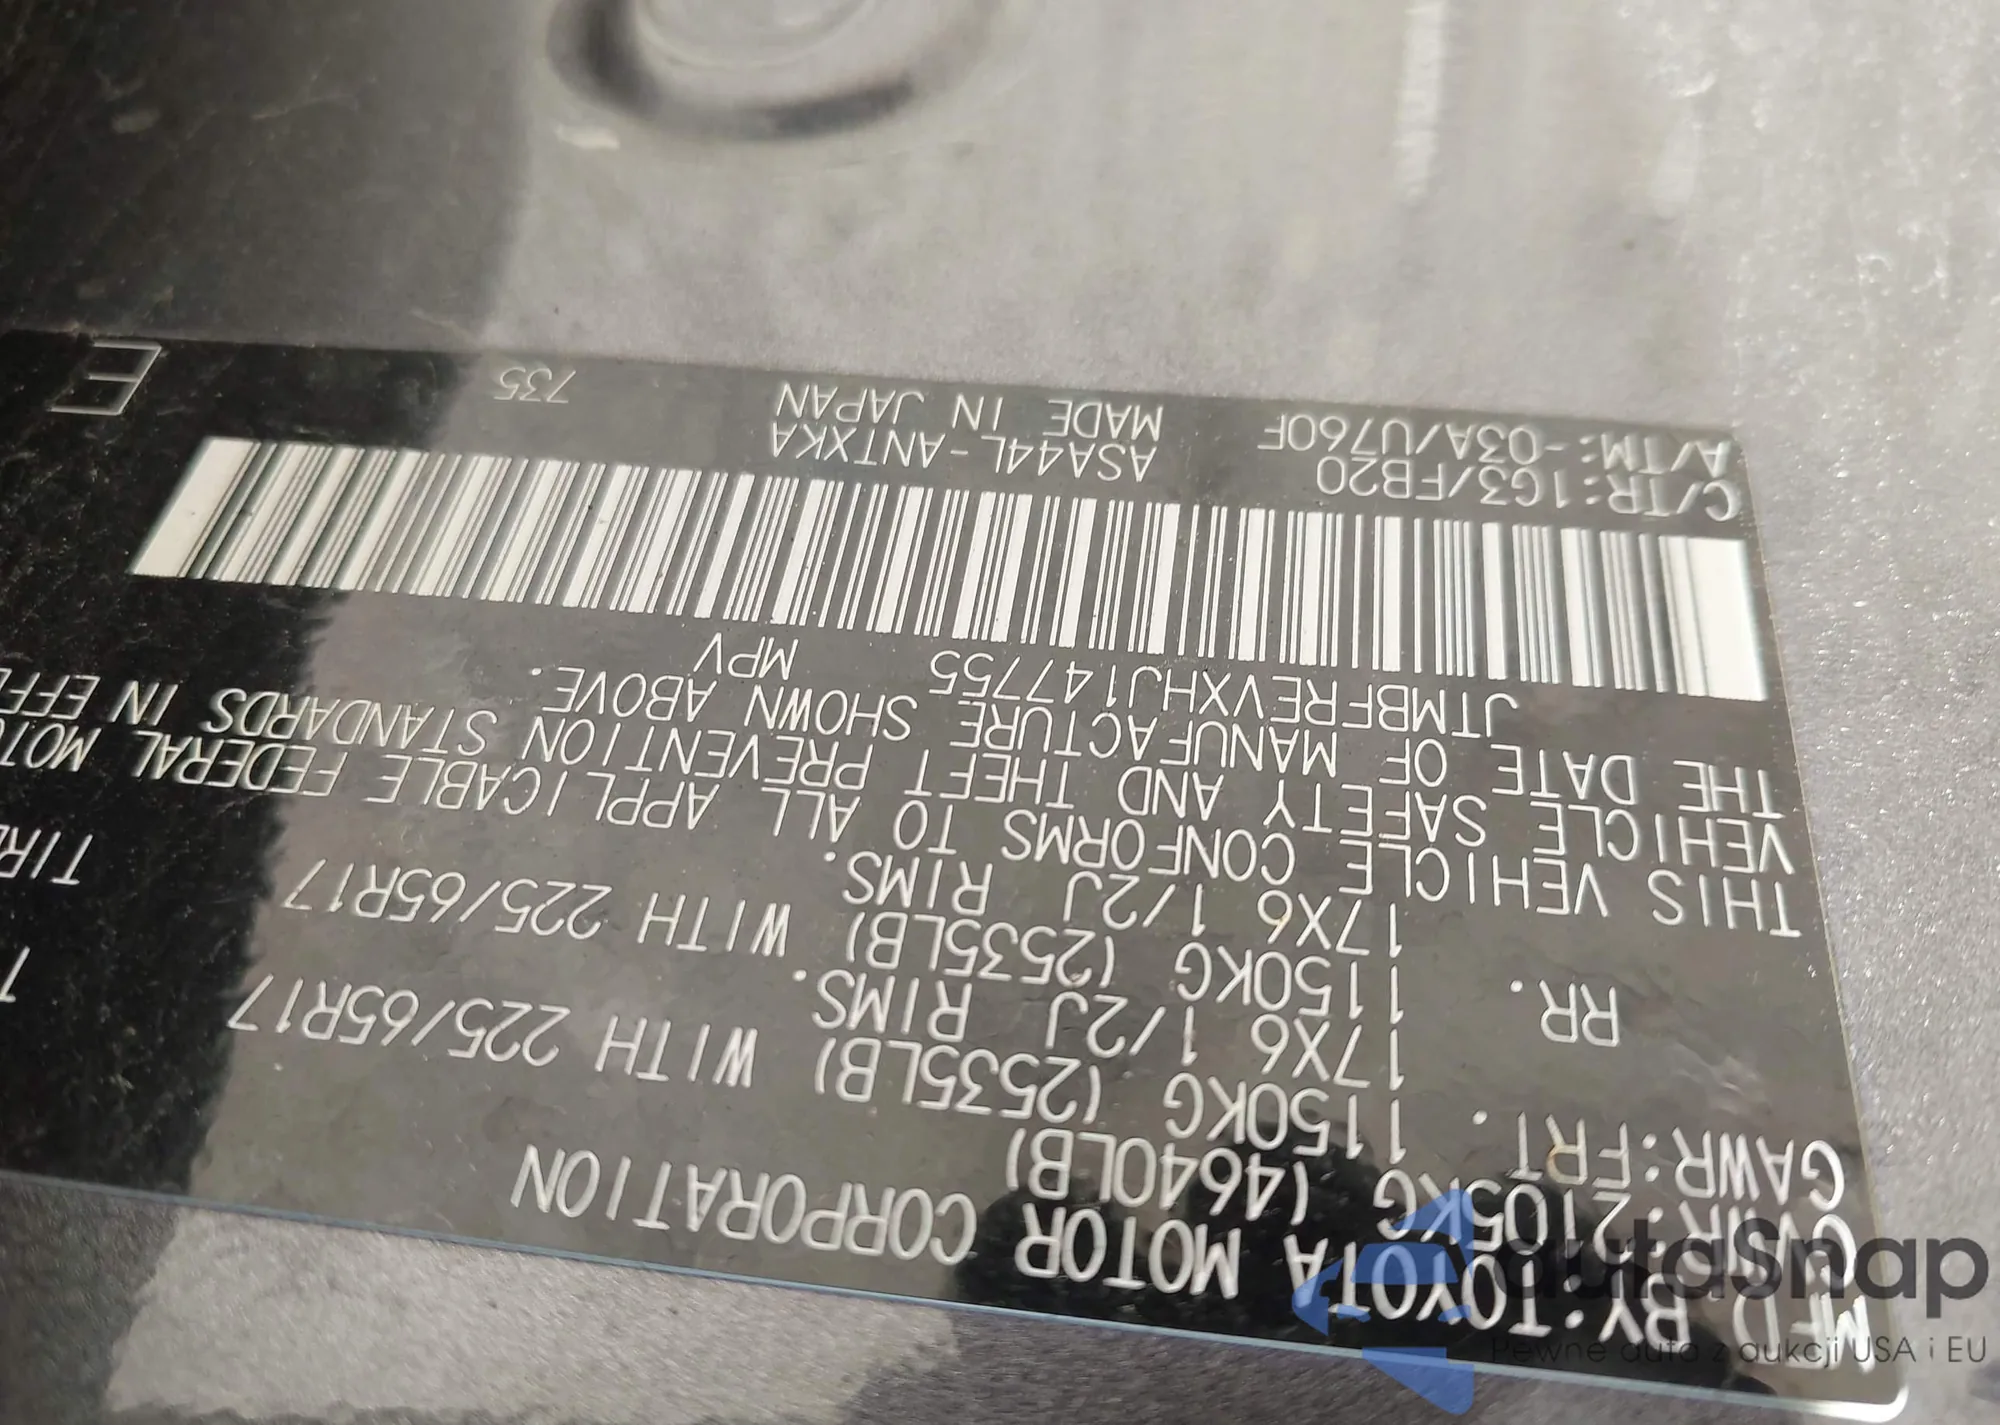 MFD BY:TOYOTA MOTOR CORPORATION
GVWR:2105KG (4640LB)
GAWR:FRT. 1150KG (2535LB) WITH 225/65R17
17X6 1/2J RIMS.
RR. 1150KG (2535LB) WITH 225/65R17 TIRE
17X6 1/2J RIMS.
THIS VEHICLE CONFORMS TO ALL APPLICABLE FEDERAL MOTO
VEHICLE SAFETY AND THEFT PREVENTION STANDARDS IN EFFE
THE DATE OF MANUFACTURE SHOWN ABOVE.
JTMBFREVXHJ147755 MPV
C/TR:1G3/FB20 ASA44L-ANTXKA
A/TM:-03A/U760F MADE IN JAPAN 735 E
autaSnap
Pewne auta z aukcji USA i EU